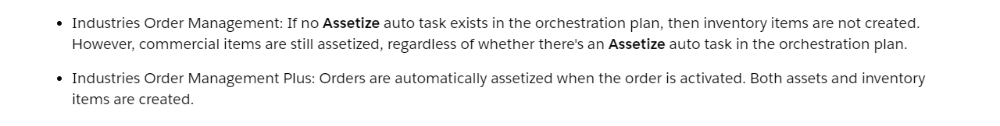 • Industries Order Management: If no Assetize auto task exists in the orchestration plan, then inventory items are not created.
However, commercial items are still assetized, regardless of whether there's an Assetize auto task in the orchestration plan.
• Industries Order Management Plus: Orders are automatically assetized when the order is activated. Both assets and inventory
items are created.